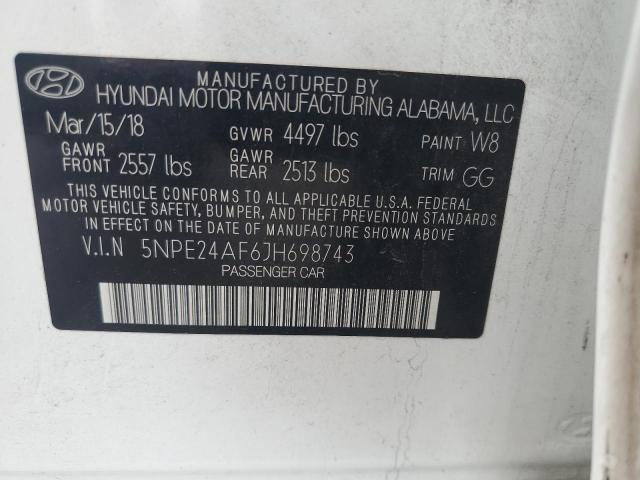 MANUFACTURED BY
HYUNDAI MOTOR MANUFACTURING ALABAMA, LLC
Mar/15/18 GVWR 4497 lbs PAINT W8
GAWR FRONT 2557 lbs GAWR REAR 2513 lbs TRIM GG
THIS VEHICLE CONFORMS TO ALL APPLICABLE U.S.A. FEDERAL
MOTOR VEHICLE SAFETY, BUMPER, AND THEFT PREVENTION STANDARDS
IN EFFECT ON THE DATE OF MANUFACTURE SHOWN ABOVE.
V.I.N 5NPE24AF6JH698743
PASSENGER CAR